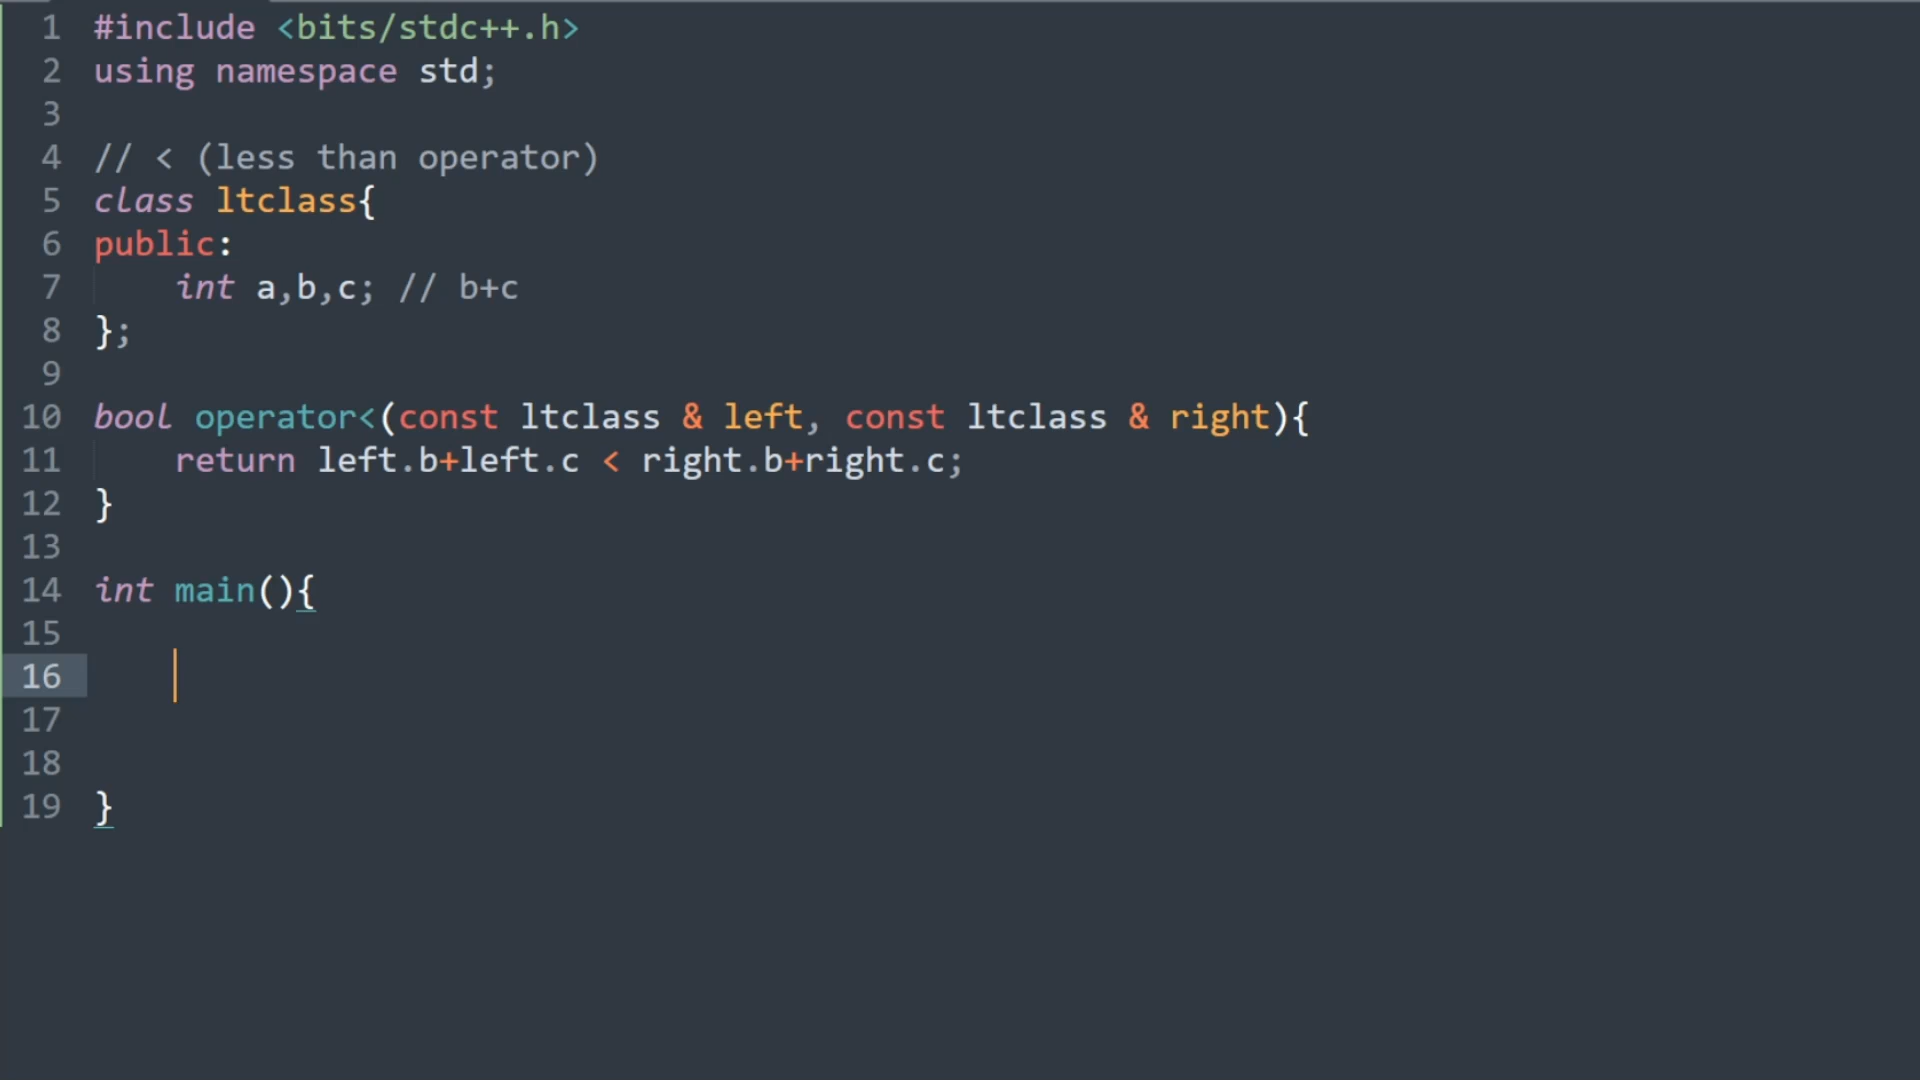 1 #include <bits/stdc++.h>
2 using namespace std;
3
4 // < (less than operator)
5 class ltclass{
6 public:
7     int a,b,c; // b+c
8 };
9
10 bool operator<(const ltclass & left, const ltclass & right){
11     return left.b+left.c < right.b+right.c;
12 }
13
14 int main(){
15
16
17
18
19 }